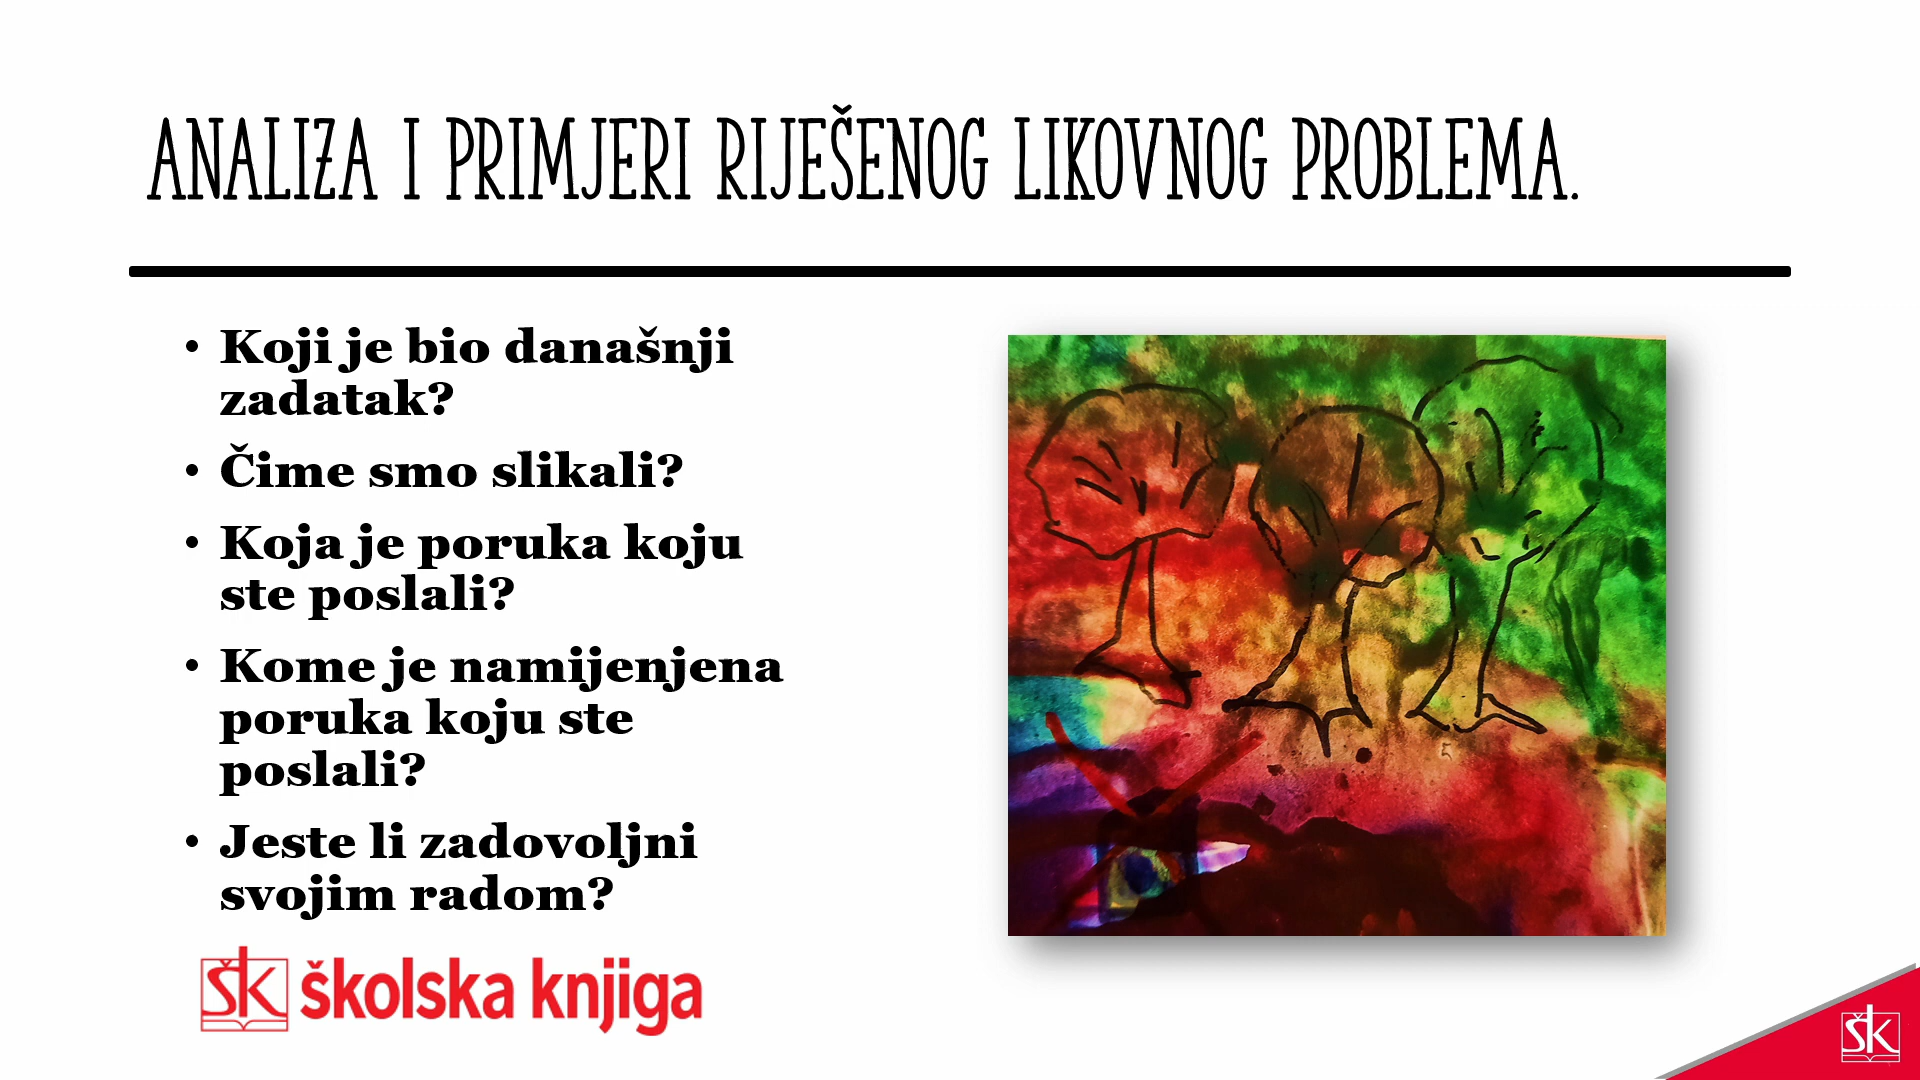 ANALIZA I PRIMJERI RIJEŠENOG LIKOVNOG PROBLEMA.
• Koji je bio današnji
zadatak?
• Čime smo slikali?
• Koja je poruka koju
ste poslali?
• Kome je namijenjena
poruka koju ste
poslali?
• Jeste li zadovoljni
svojim radom?
šk školska knjiga
šk